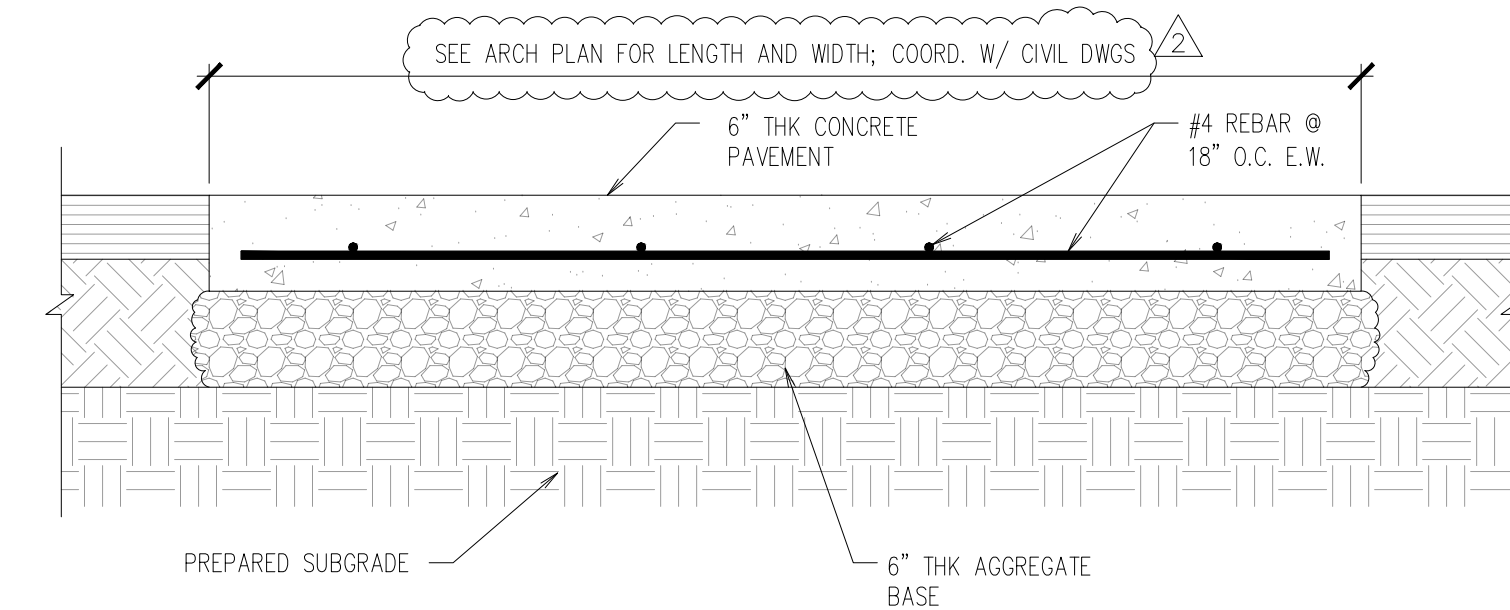 SEE ARCH PLAN FOR LENGTH AND WIDTH; COORD. W/ CIVIL DWGS
2
6" THK CONCRETE
PAVEMENT
#4 REBAR @
18" O.C. E.W.
PREPARED SUBGRADE
6" THK AGGREGATE
BASE